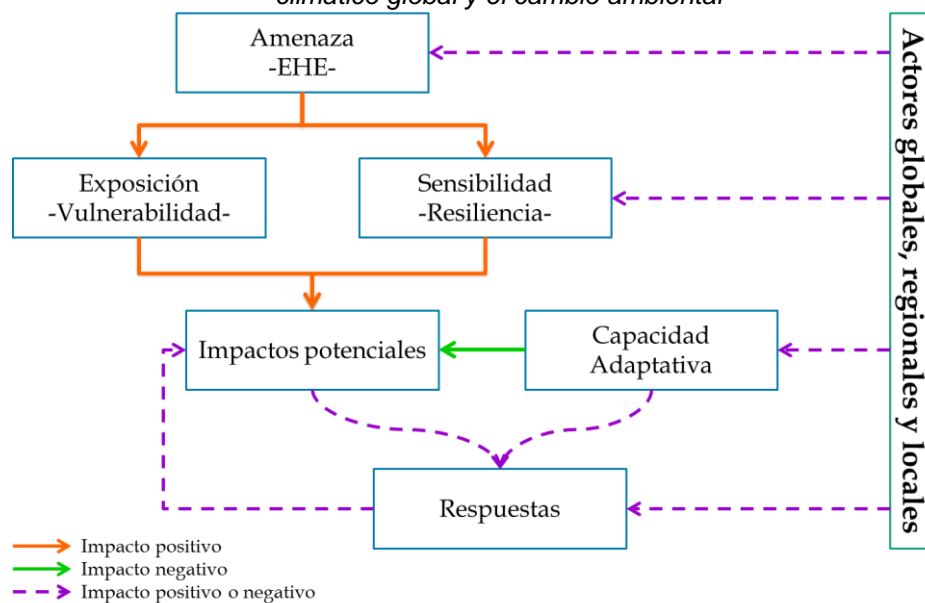 climático global y el cambio ambiental
Amenaza
-EHE-
Exposición
-Vulnerabilidad-
Sensibilidad
-Resiliencia-
Impactos potenciales
Capacidad
Adaptativa
Respuestas
Actores globales, regionales y locales
Impacto positivo
Impacto negativo
Impacto positivo o negativo